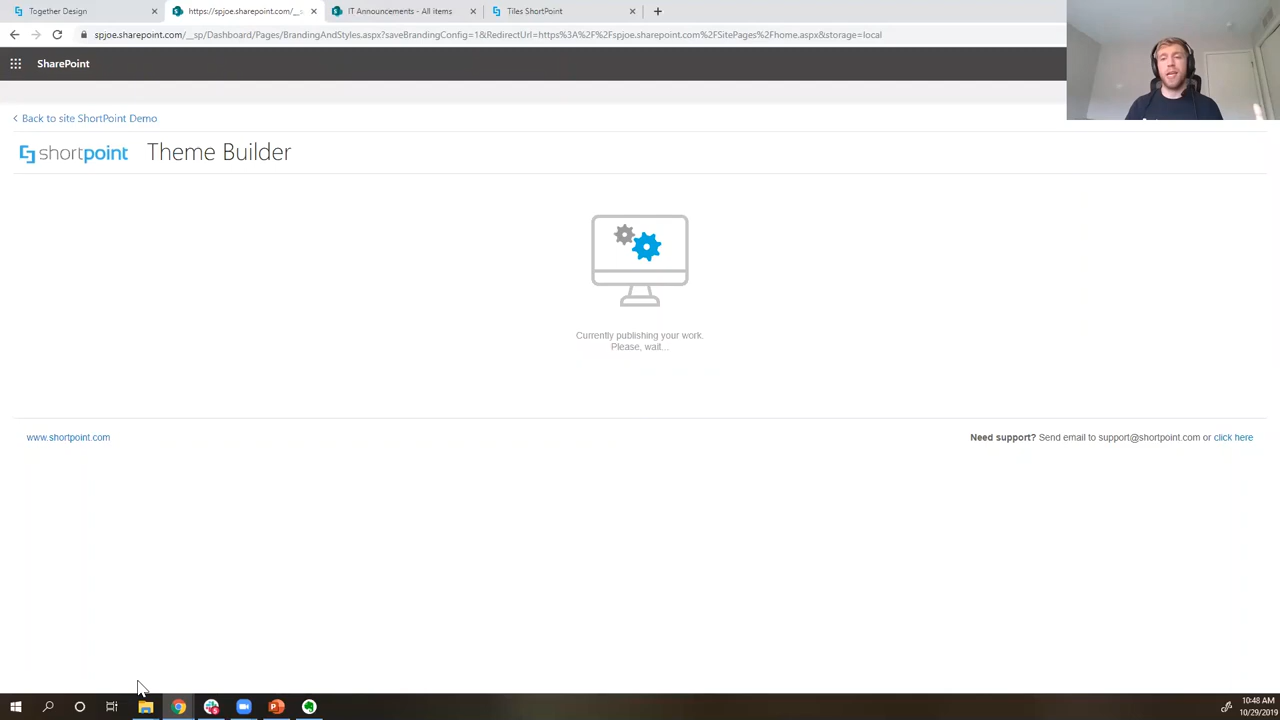 Together Design
https://spjoe.sharepoint.com/_s
IT Announcements - All items
Tiles ShortPoint
spjoe.sharepoint.com/__sp/Dashboard/Pages/BrandingAndStyles.aspx?saveBrandingConfig=1&RedirectUrl=https%3A%2F%2Fspjoe.sharepoint.com%2FSitePages%2Fhome.aspx&storage=local
SharePoint
Back to site ShortPoint Demo
shortpoint Theme Builder
Currently publishing your work.
Please, wait...
www.shortpoint.com
Need support? Send email to support@shortpoint.com or click here
10:48 AM
10/29/2019